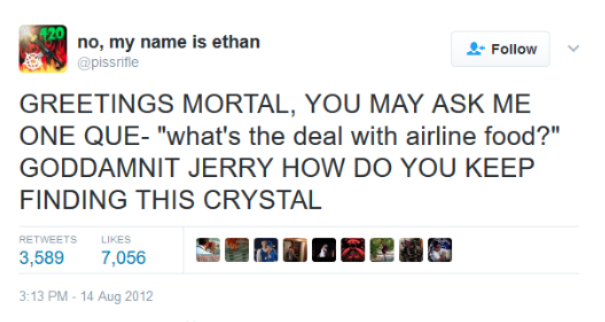 420
no, my name is ethan
@pissrifle
Follow
GREETINGS MORTAL, YOU MAY ASK ME
ONE QUE- "what's the deal with airline food?"
GODDAMNIT JERRY HOW DO YOU KEEP
FINDING THIS CRYSTAL
RETWEETS LIKES
3,589 7,056
3:13 PM - 14 Aug 2012